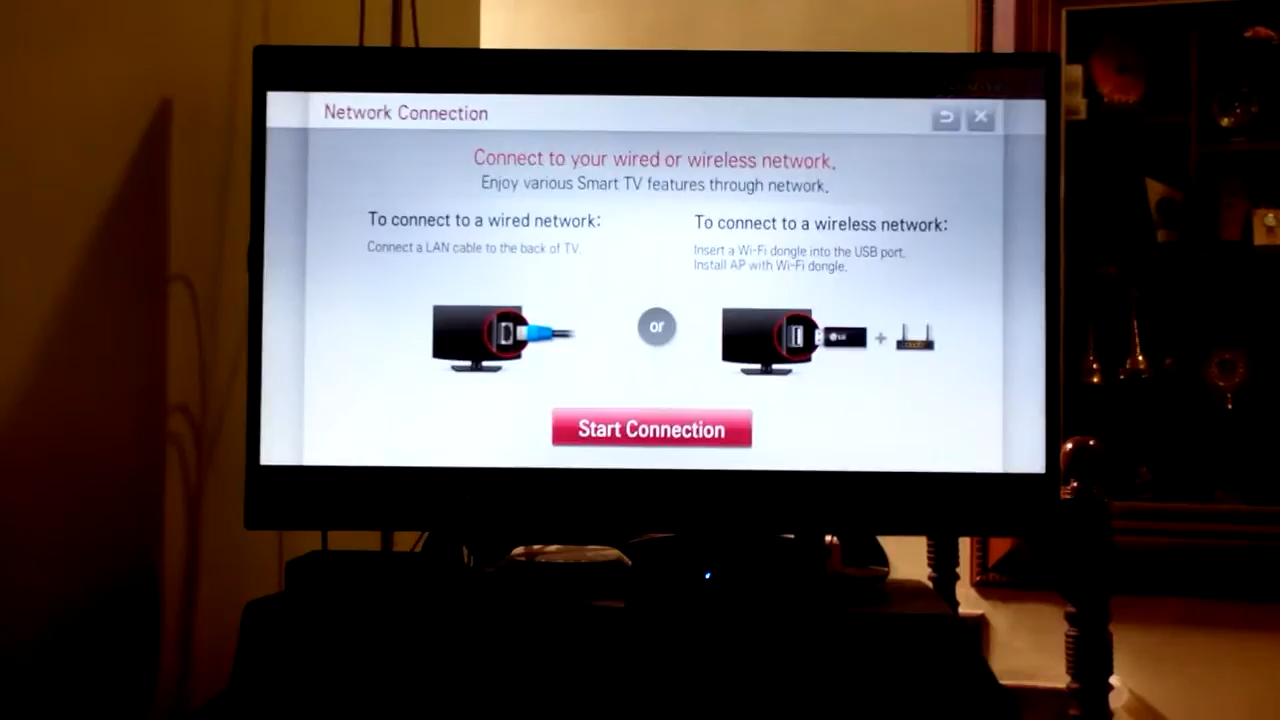 Network Connection
Connect to your wired or wireless network.
Enjoy various Smart TV features through network.
To connect to a wired network:
Connect a LAN cable to the back of TV.
or
To connect to a wireless network:
Insert a Wi-Fi dongle into the USB port.
Install AP with Wi-Fi dongle.
LG
+
Start Connection